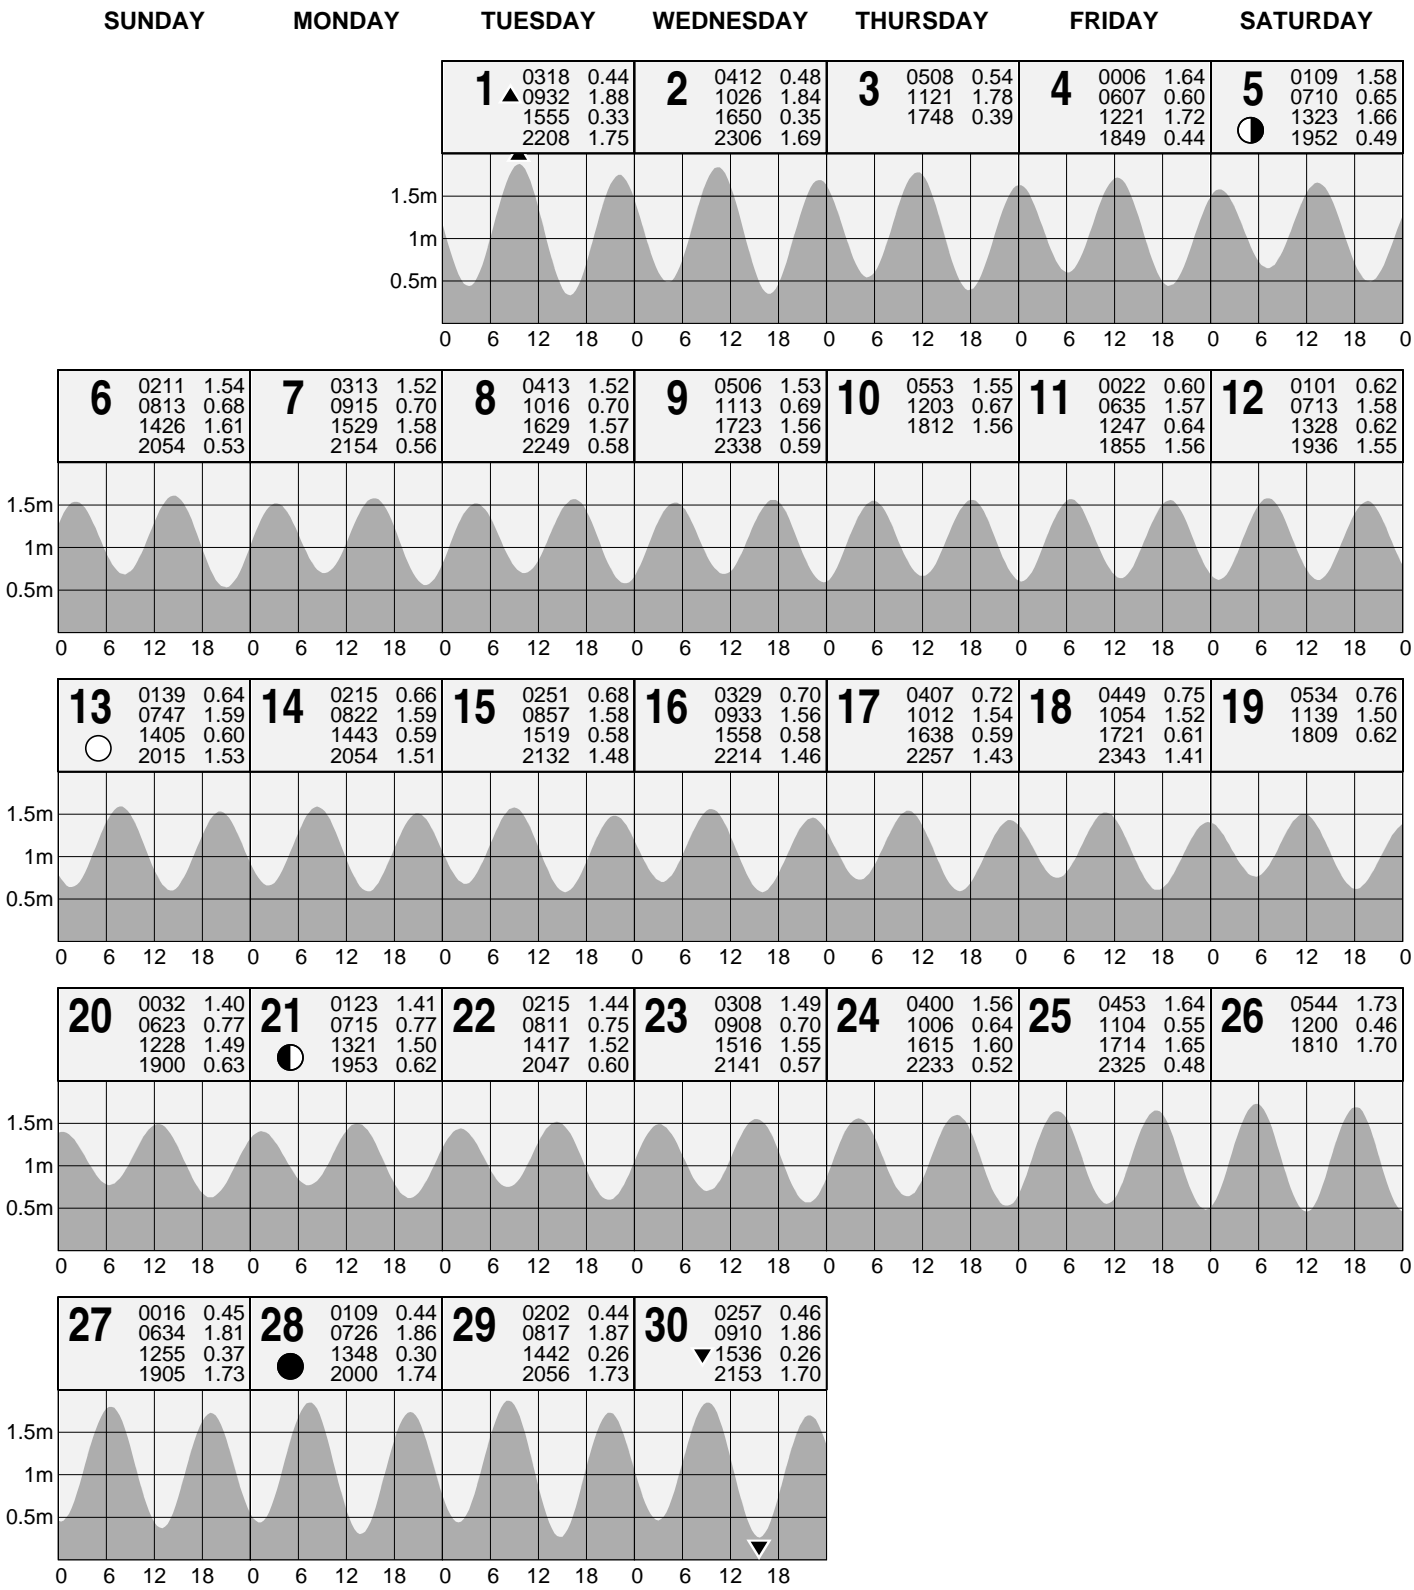 SUNDAY MONDAY TUESDAY WEDNESDAY THURSDAY FRIDAY SATURDAY
1 0318 0.44
▲0932 1.88
1555 0.33
2208 1.75
2 0412 0.48
1026 1.84
1650 0.35
2306 1.69
3 0508 0.54
1121 1.78
1748 0.39
4 0006 1.64
0607 0.60
1221 1.72
1849 0.44
5 0109 1.58
0710 0.65
1323 1.66
1952 0.49
1.5m
1m
0.5m
0 6 12 18 0 6 12 18 0 6 12 18 0 6 12 18 0 6 12 18 0
6 0211 1.54
0813 0.68
1426 1.61
2054 0.53
7 0313 1.52
0915 0.70
1529 1.58
2154 0.56
8 0413 1.52
1016 0.70
1629 1.57
2249 0.58
9 0506 1.53
1113 0.69
1723 1.56
2338 0.59
10 0553 1.55
1203 0.67
1812 1.56
11 0022 0.60
0635 1.57
1247 0.64
1855 1.56
12 0101 0.62
0713 1.58
1328 0.62
1936 1.55
1.5m
1m
0.5m
0 6 12 18 0 6 12 18 0 6 12 18 0 6 12 18 0 6 12 18 0 6 12 18 0 6 12 18 0
13 0139 0.64
0747 1.59
1405 0.60
2015 1.53
14 0215 0.66
0822 1.59
1443 0.59
2054 1.51
15 0251 0.68
0857 1.58
1519 0.58
2132 1.48
16 0329 0.70
0933 1.56
1558 0.58
2214 1.46
17 0407 0.72
1012 1.54
1638 0.59
2257 1.43
18 0449 0.75
1054 1.52
1721 0.61
2343 1.41
19 0534 0.76
1139 1.50
1809 0.62
1.5m
1m
0.5m
0 6 12 18 0 6 12 18 0 6 12 18 0 6 12 18 0 6 12 18 0 6 12 18 0 6 12 18 0
20 0032 1.40
0623 0.77
1228 1.49
1900 0.63
21 0123 1.41
0715 0.77
1321 1.50
1953 0.62
22 0215 1.44
0811 0.75
1417 1.52
2047 0.60
23 0308 1.49
0908 0.70
1516 1.55
2141 0.57
24 0400 1.56
1006 0.64
1615 1.60
2233 0.52
25 0453 1.64
1104 0.55
1714 1.65
2325 0.48
26 0544 1.73
1200 0.46
1810 1.70
1.5m
1m
0.5m
0 6 12 18 0 6 12 18 0 6 12 18 0 6 12 18 0 6 12 18 0 6 12 18 0 6 12 18 0
27 0016 0.45
0634 1.81
1255 0.37
1905 1.73
28 0109 0.44
0726 1.86
1348 0.30
2000 1.74
29 0202 0.44
0817 1.87
1442 0.26
2056 1.73
30 0257 0.46
0910 1.86
▼1536 0.26
2153 1.70
1.5m
1m
0.5m
0 6 12 18 0 6 12 18 0 6 12 18 0 6 12 18